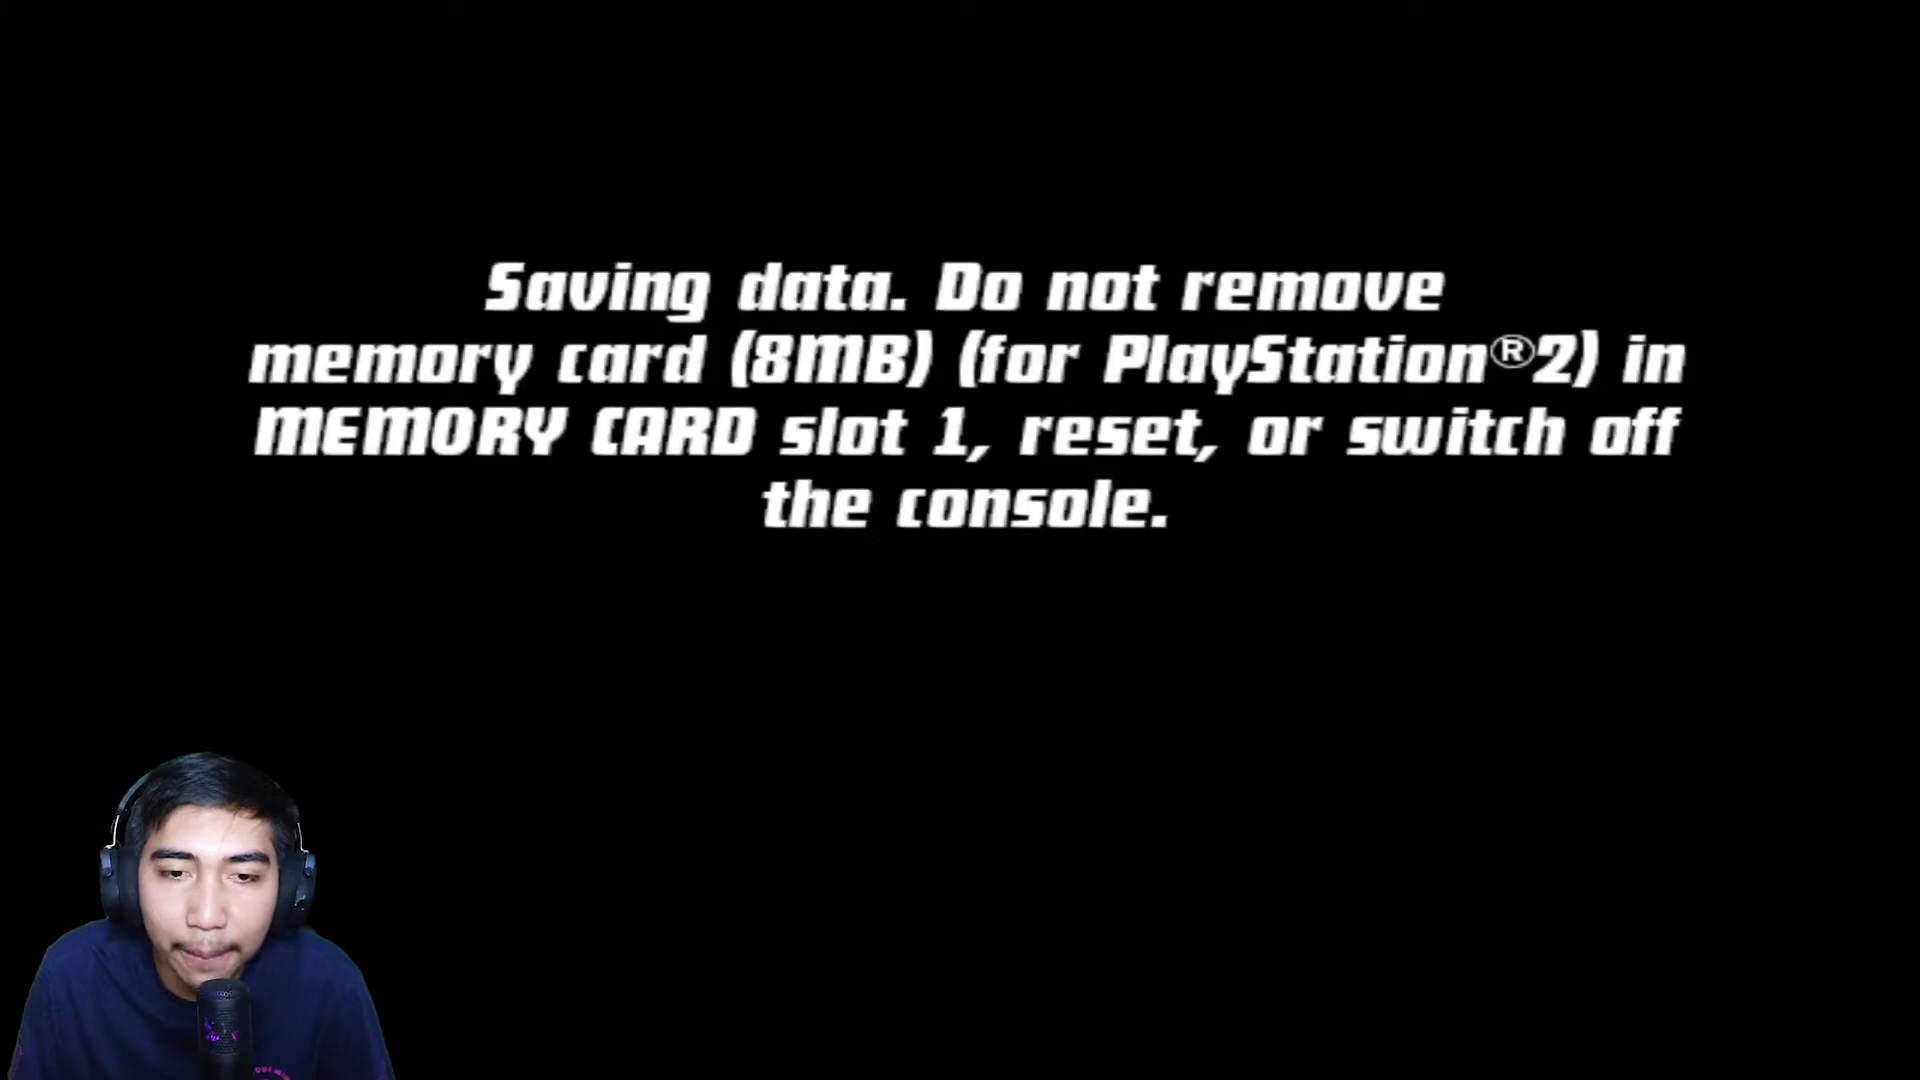 Saving data. Do not remove
memory card (8MB) (for PlayStation®2) in
MEMORY CARD slot 1, reset, or switch off
the console.